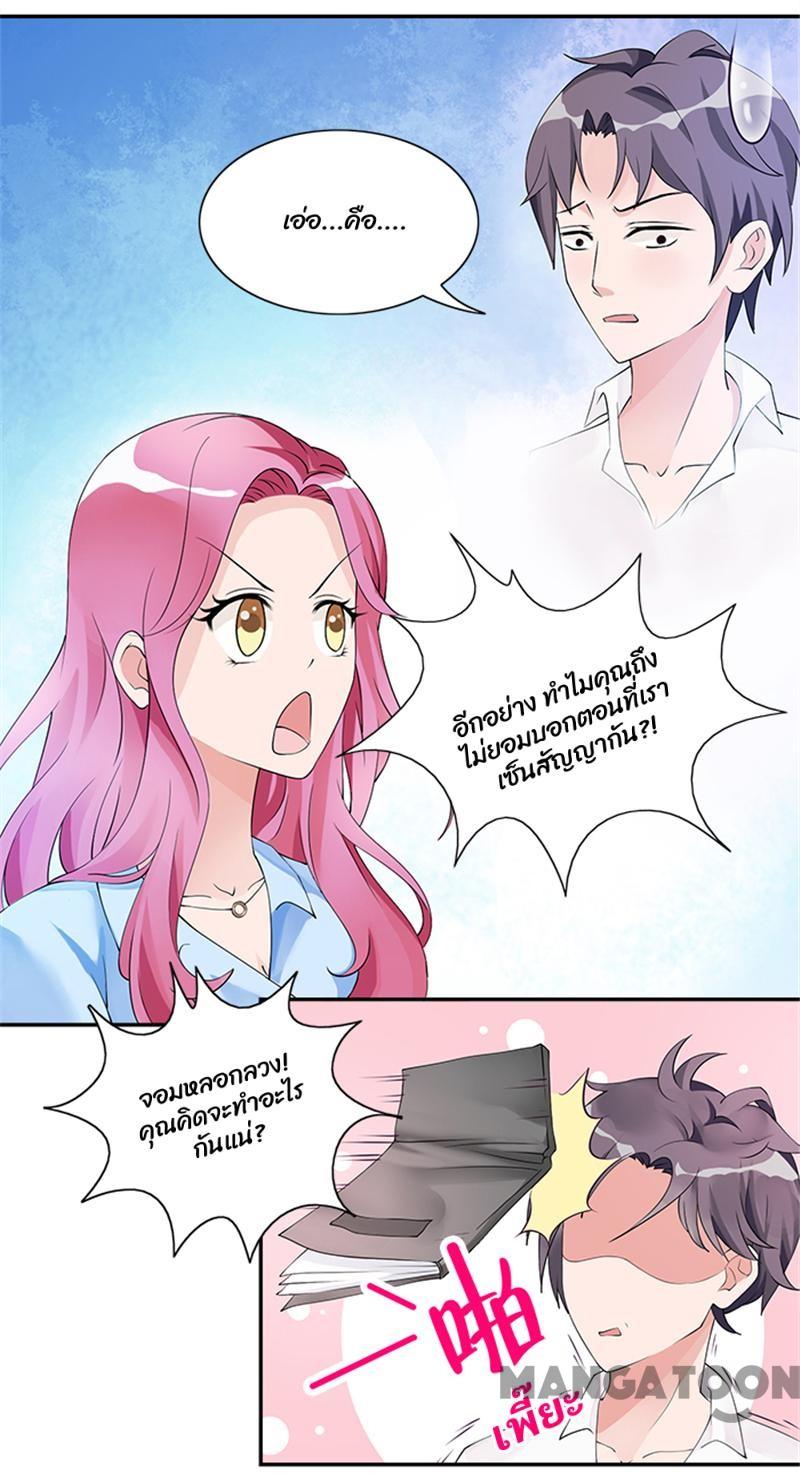 เอ่อ...คือ....
อีกอย่าง ทำไมคุณถึง
ไม่ยอมบอกตอนที่เรา
เซ็นสัญญากัน?!
จอมหลอกลวง!
คุณคิดจะทำอะไร
กันแน่?
啪
เพี๊ยะ
MANGATOON